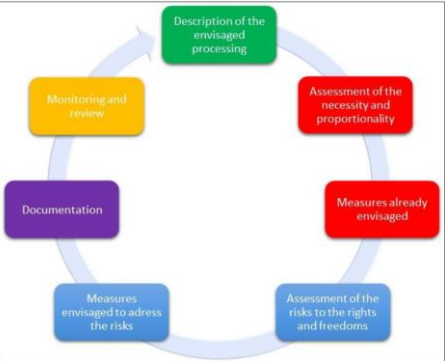 Description of the
envisaged
processing
Assessment of the
necessity and
proportionality
Measures already
envisaged
Assessment of the
risks to the rights
and freedoms
Measures
envisaged to adress
the risks
Documentation
Monitoring and
review